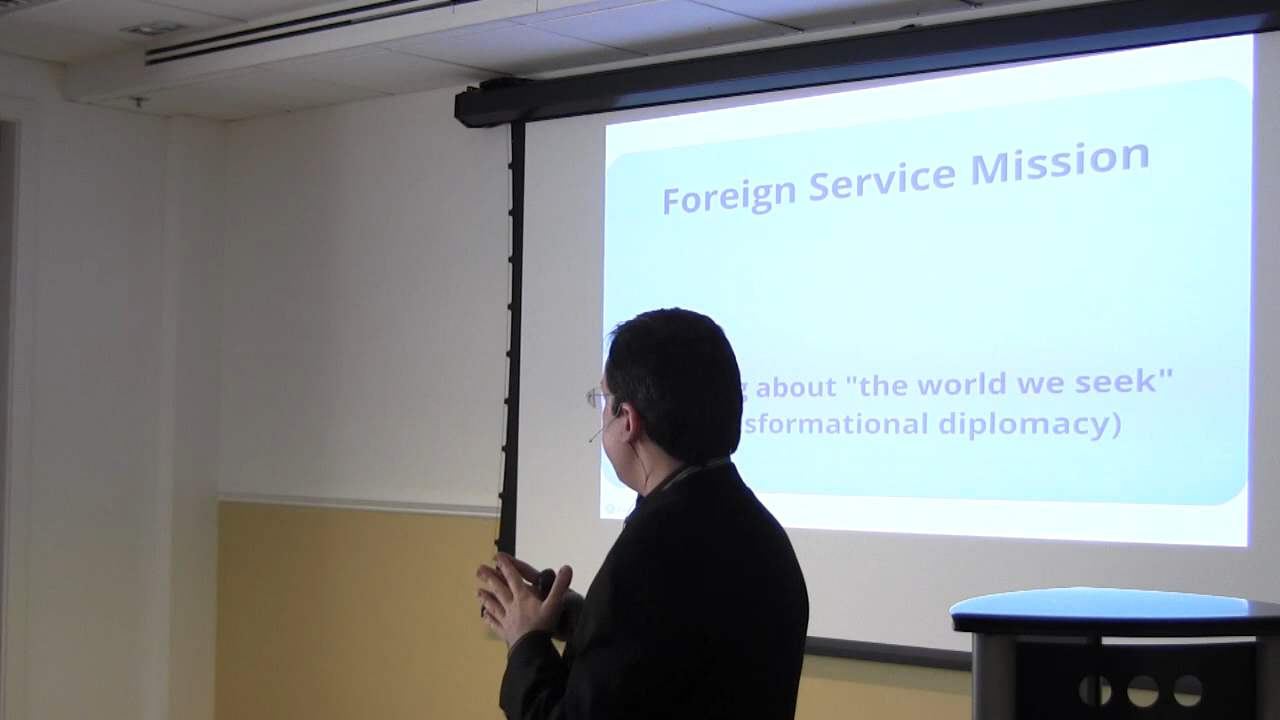 Foreign Service Mission
about "the world we seek"
sformational diplomacy)